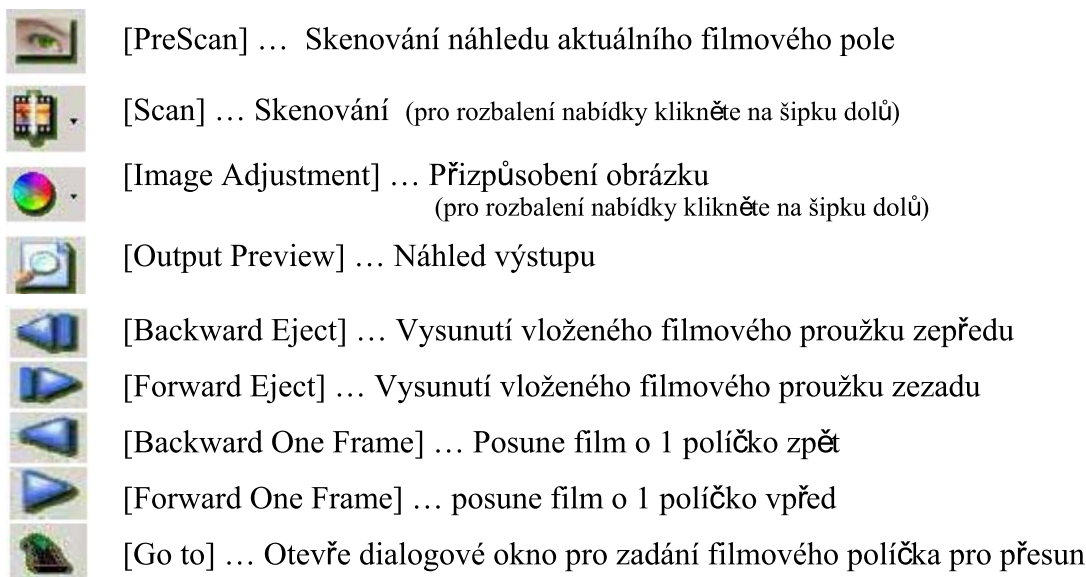 [PreScan] … Skenování náhledu aktuálního filmového pole
[Scan] … Skenování (pro rozbalení nabídky klikněte na šipku dolů)
[Image Adjustment] … Přizpůsobení obrázku
(pro rozbalení nabídky klikněte na šipku dolů)
[Output Preview] … Náhled výstupu
[Backward Eject] … Vysunutí vloženého filmového proužku zepředu
[Forward Eject] … Vysunutí vloženého filmového proužku zezadu
[Backward One Frame] … Posune film o 1 políčko zpět
[Forward One Frame] … posune film o 1 políčko vpřed
[Go to] … Otevře dialogové okno pro zadání filmového políčka pro přesun